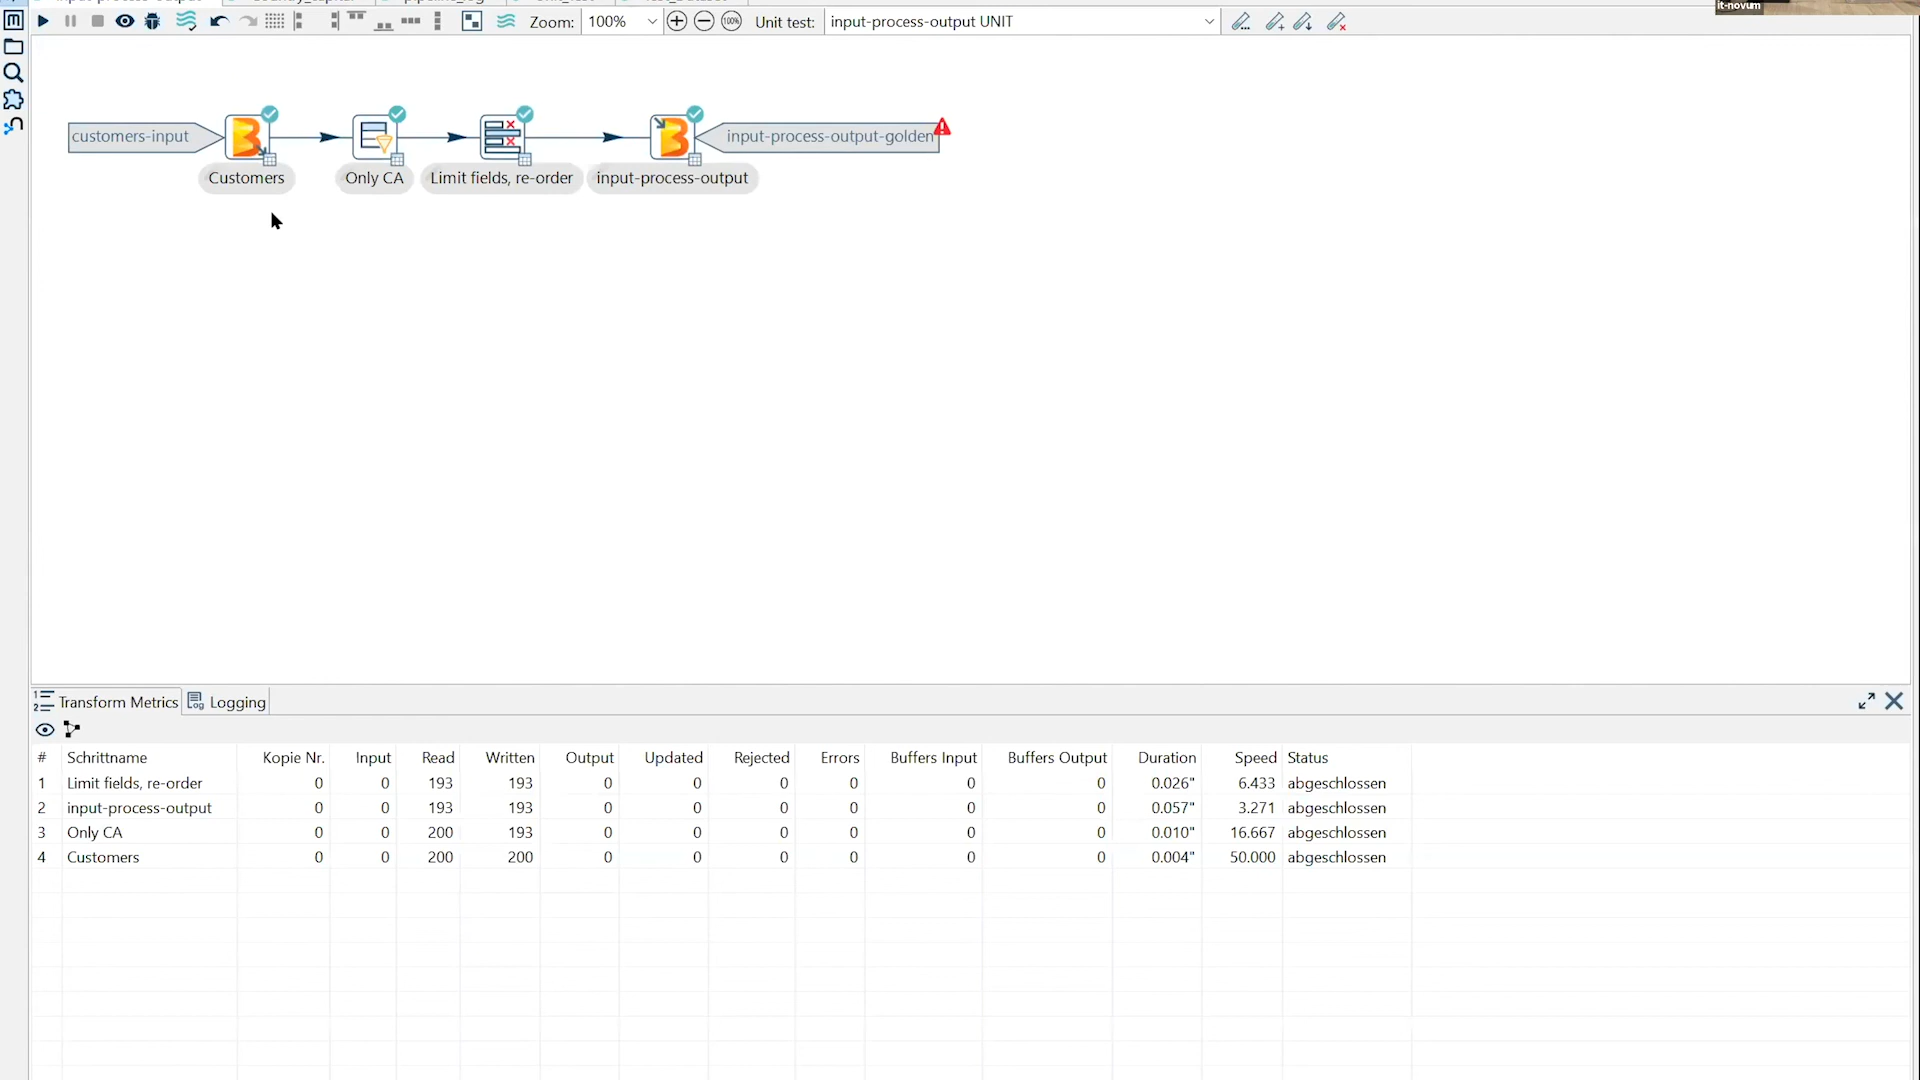 it-novum
Zoom: 100% Unit test: input-process-output UNIT
customers-input
input-process-output-golden
Customers
Only CA
Limit fields, re-order
input-process-output
Transform Metrics
Logging
# Schrittname Kopie Nr. Input Read Written Output Updated Rejected Errors Buffers Input Buffers Output Duration Speed Status
1 Limit fields, re-order 0 0 193 193 0 0 0 0 0 0 0.026" 6.433 abgeschlossen
2 input-process-output 0 0 193 193 0 0 0 0 0 0 0.057" 3.271 abgeschlossen
3 Only CA 0 0 200 193 0 0 0 0 0 0 0.010" 16.667 abgeschlossen
4 Customers 0 0 200 200 0 0 0 0 0 0 0.004" 50.000 abgeschlossen